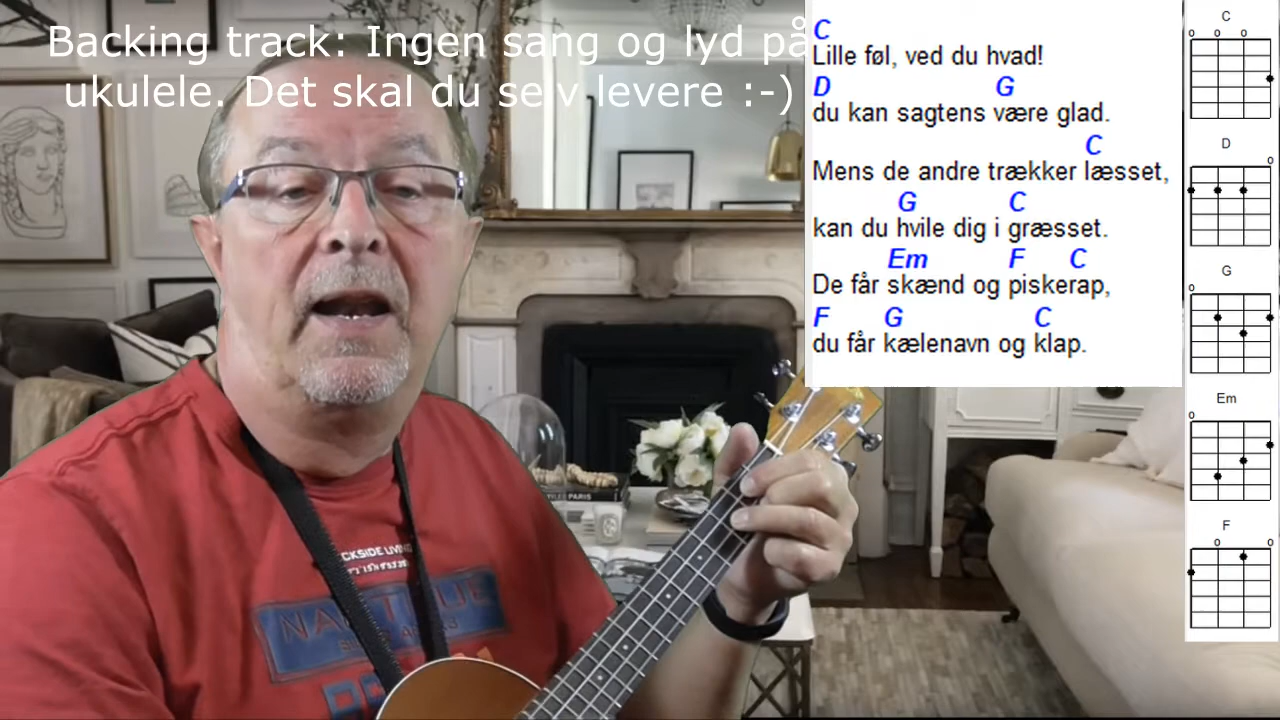 Backing track: Ingen sang og lyd på
ukulele. Det skal du selv levere :-)
C
Lille føl, ved du hvad!
D G
du kan sagtens være glad.
C
Mens de andre trækker læsset,
G C
kan du hvile dig i græsset.
Em F C
De får skænd og piskerap,
F G C
du får kælenavn og klap.
C
o o o
D
o
G
o
Em
o
F
o o
PARIS